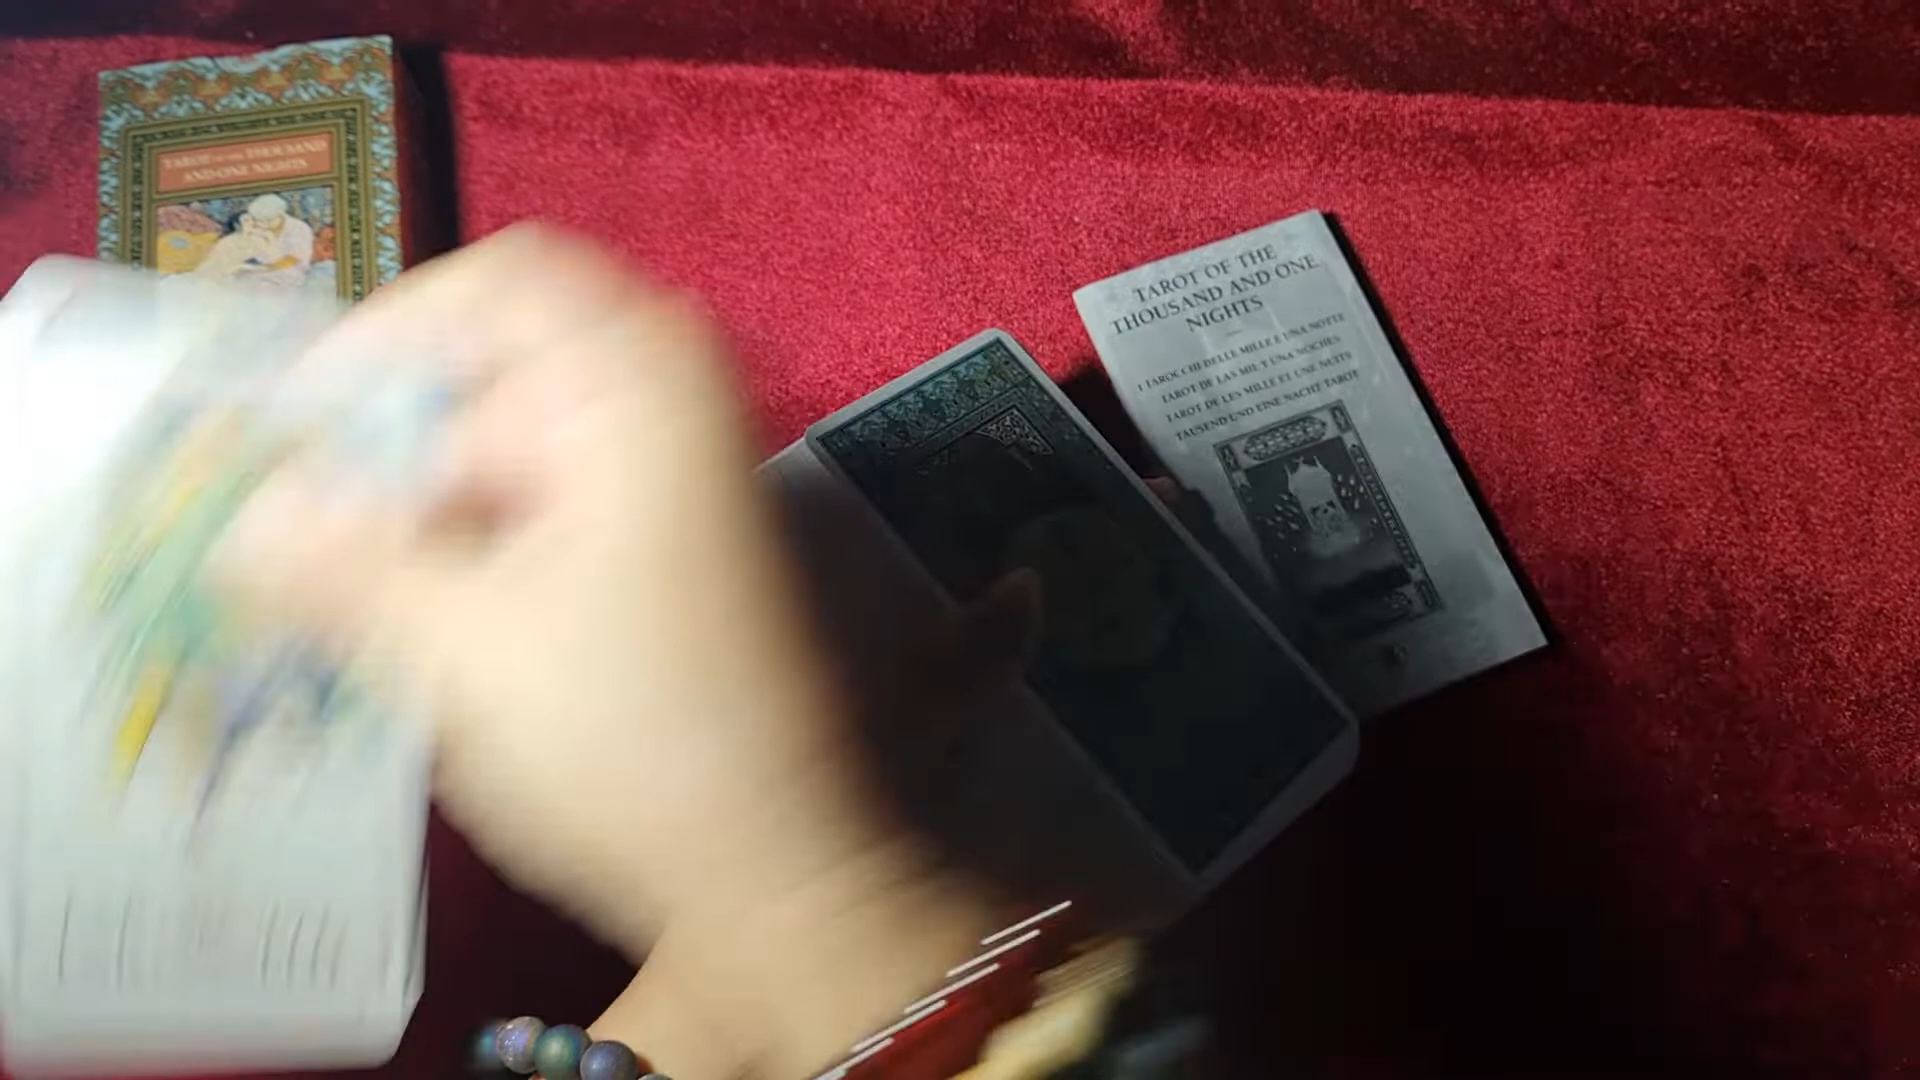 TAROT OF THE THOUSAND
AND ONE NIGHTS
TAROT OF THE
THOUSAND AND ONE
NIGHTS
I TAROCCHI DELLE MILLE E UNA NOTTE
TAROT DE LAS MIL Y UNA NOCHES
TAROT DE LES MILLE ET UNE NUITS
TAUSEND UND EINE NACHT TAROT